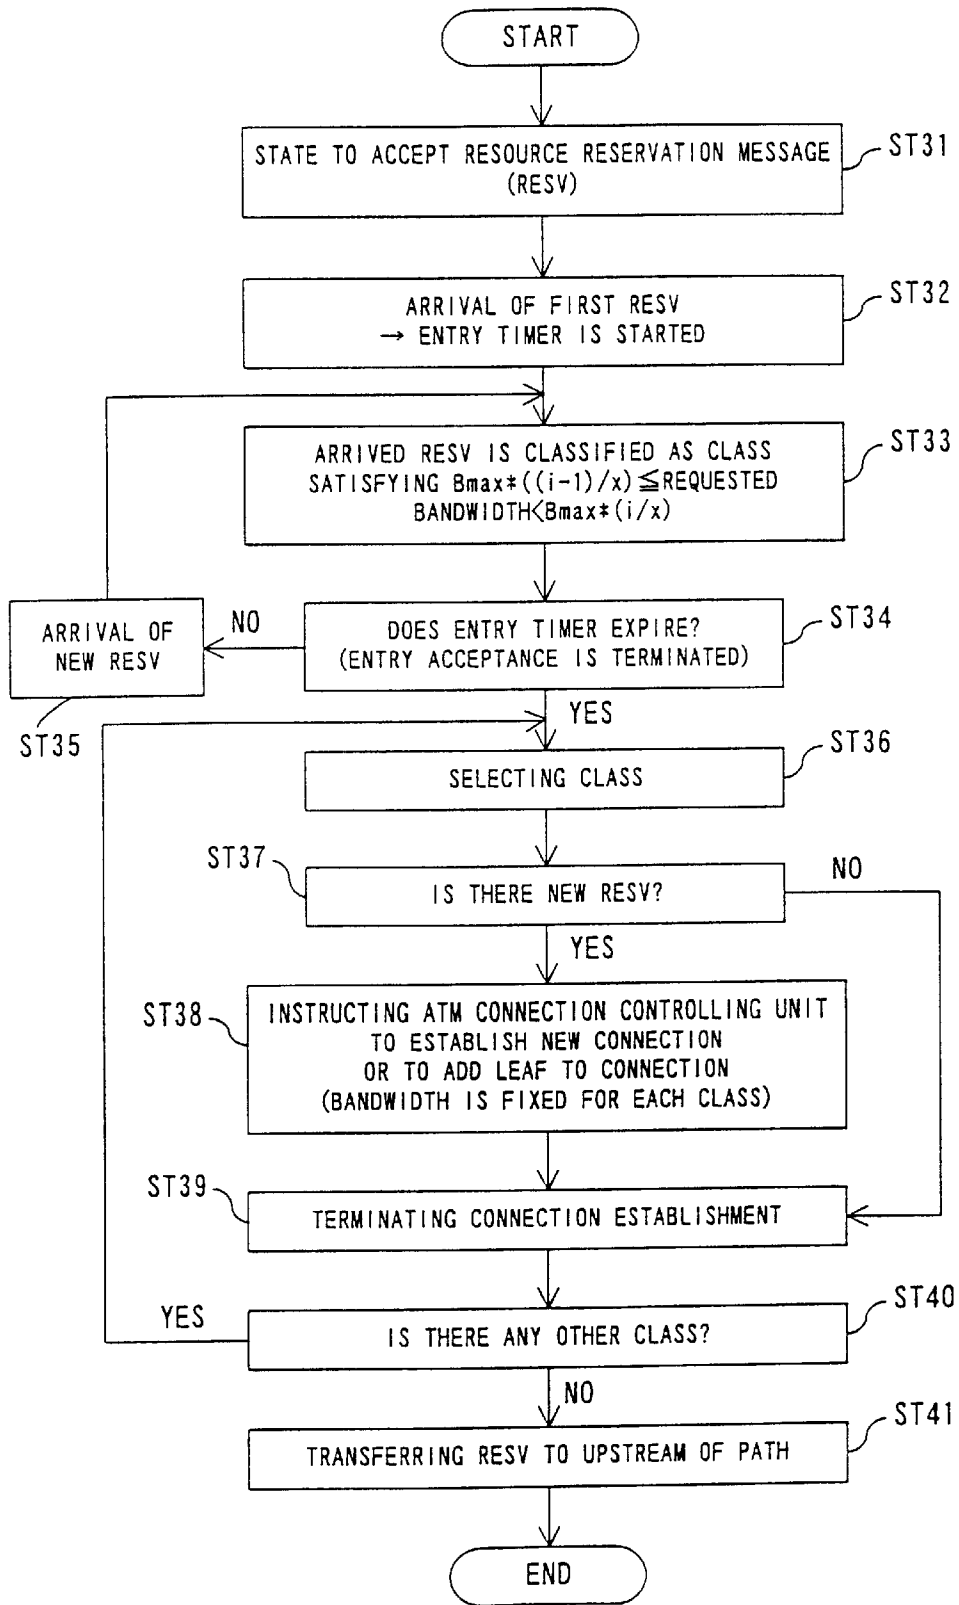 START
STATE TO ACCEPT RESOURCE RESERVATION MESSAGE
(RESV)
ST31
ARRIVAL OF FIRST RESV
→ ENTRY TIMER IS STARTED
ST32
ARRIVED RESV IS CLASSIFIED AS CLASS
SATISFYING Bmax*((i-1)/x)≦REQUESTED
BANDWIDTH<Bmax*(i/x)
ST33
DOES ENTRY TIMER EXPIRE?
(ENTRY ACCEPTANCE IS TERMINATED)
ST34
NO
ARRIVAL OF
NEW RESV
ST35
YES
SELECTING CLASS
ST36
ST37
IS THERE NEW RESV?
NO
YES
ST38
INSTRUCTING ATM CONNECTION CONTROLLING UNIT
TO ESTABLISH NEW CONNECTION
OR TO ADD LEAF TO CONNECTION
(BANDWIDTH IS FIXED FOR EACH CLASS)
ST39
TERMINATING CONNECTION ESTABLISHMENT
YES
IS THERE ANY OTHER CLASS?
ST40
NO
TRANSFERRING RESV TO UPSTREAM OF PATH
ST41
END